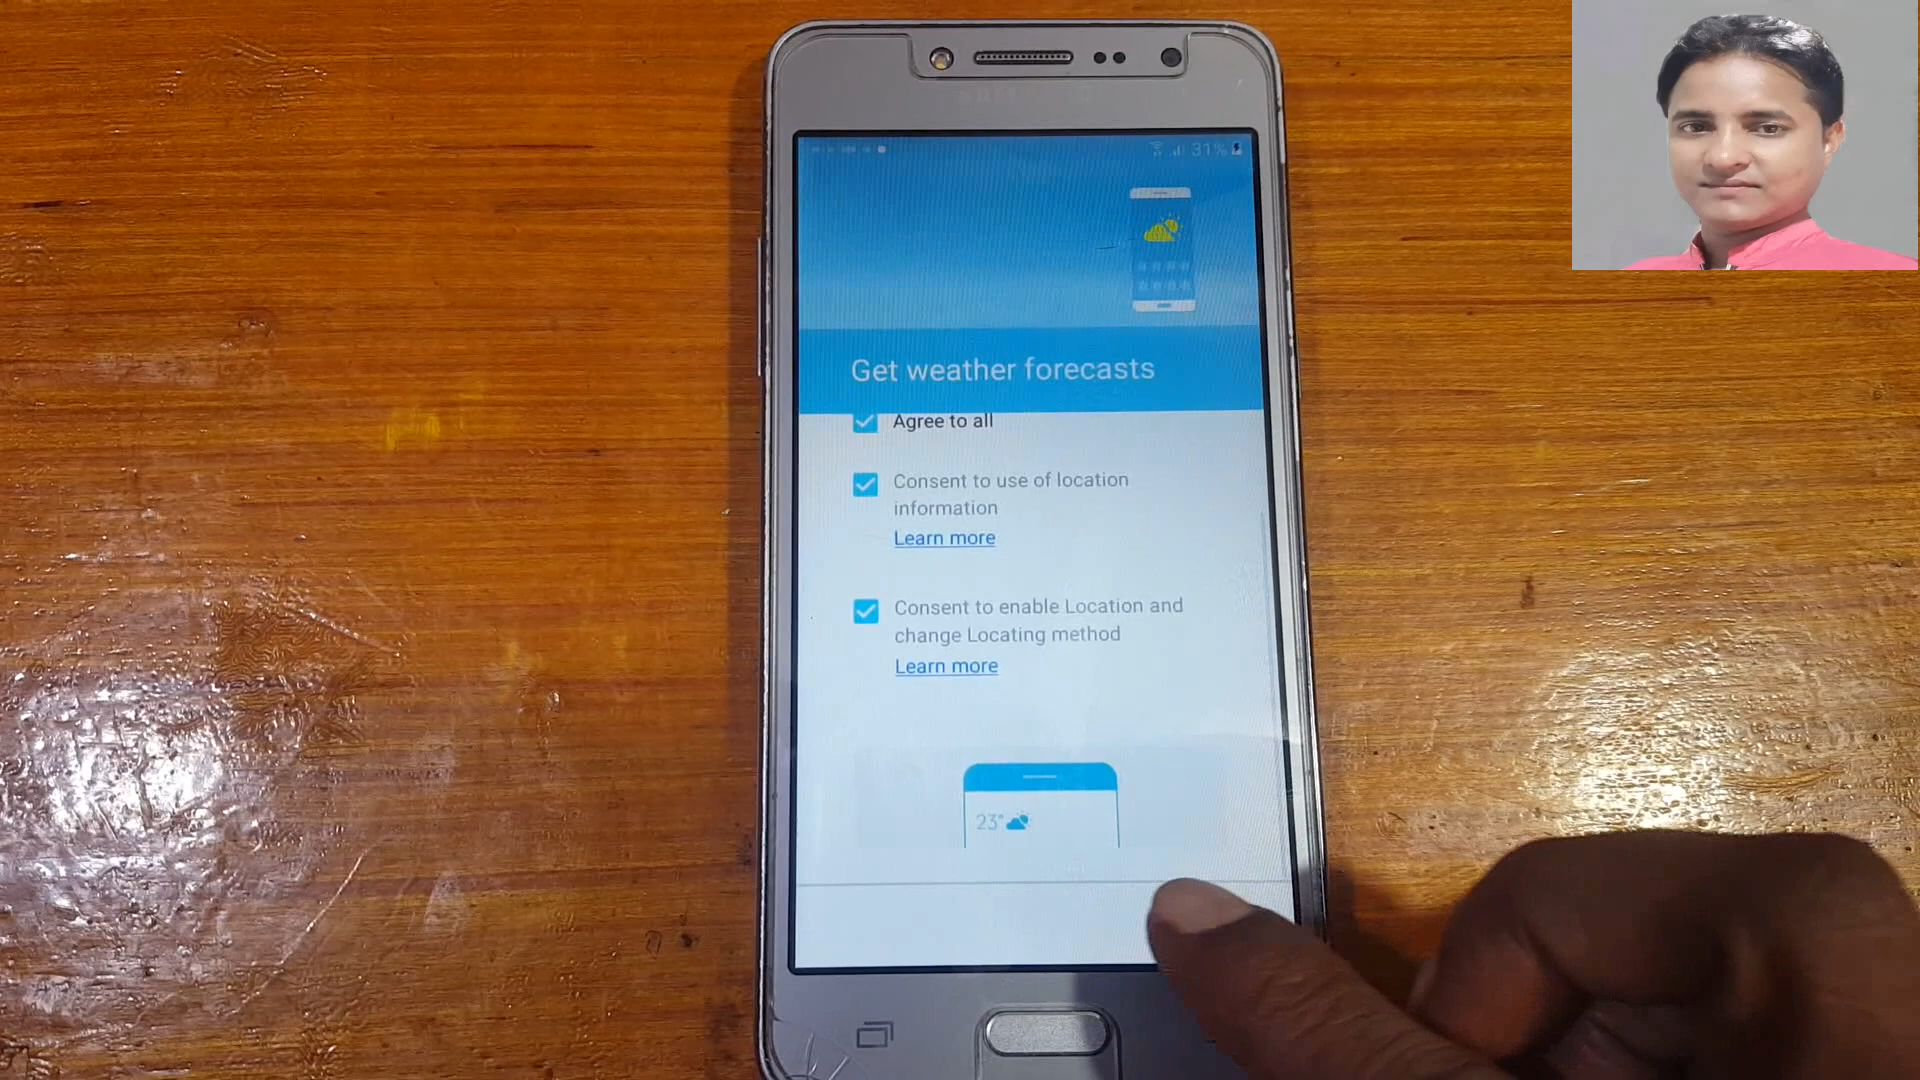 31%
Get weather forecasts
Agree to all
Consent to use of location
information
Learn more
Consent to enable Location and
change Locating method
Learn more
23°